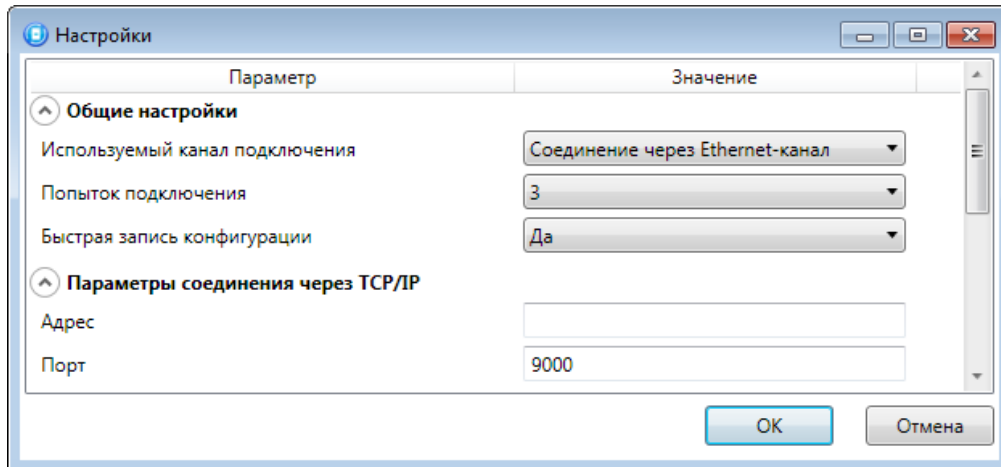 Настройки
Параметр Значение
Общие настройки
Используемый канал подключения Соединение через Ethernet-канал
Попыток подключения 3
Быстрая запись конфигурации Да
Параметры соединения через TCP/IP
Адрес
Порт 9000
OK Отмена